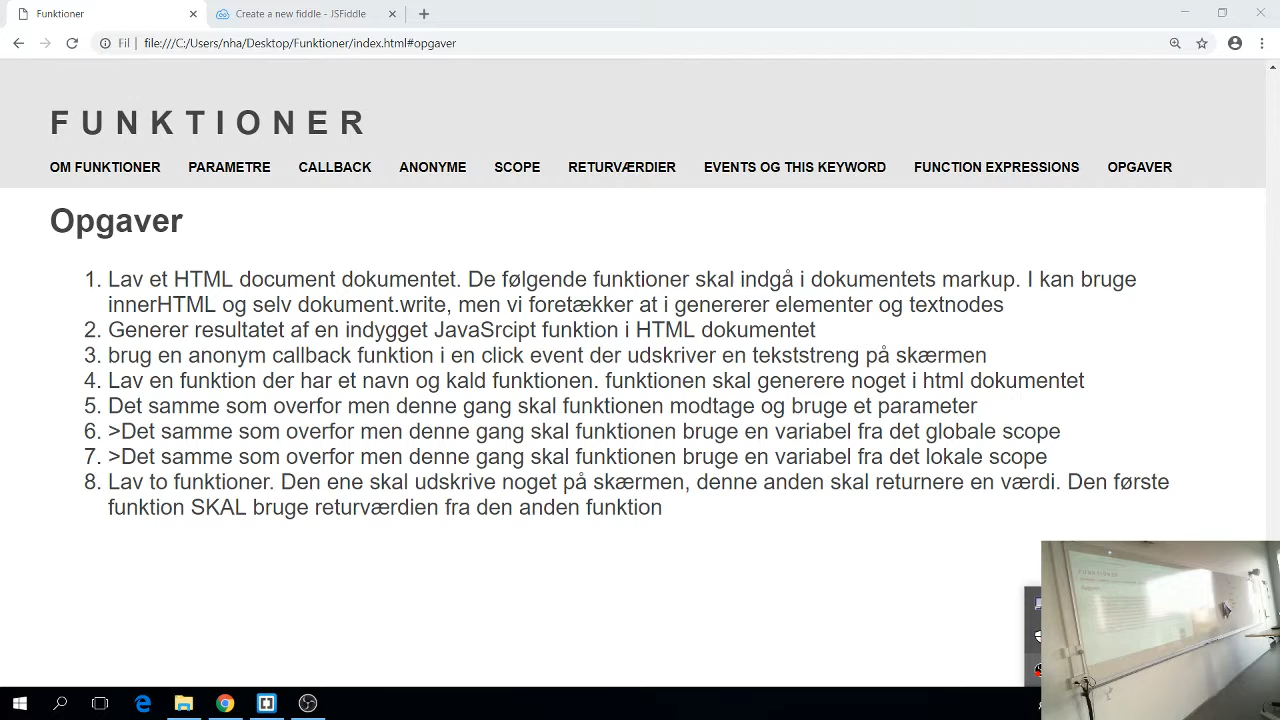 Funktioner
Create a new fiddle - JSFiddle
Fil
file:///C:/Users/nha/Desktop/Funktioner/index.html#opgaver
FUNKTIONER
OM FUNKTIONER PARAMETRE CALLBACK ANONYME SCOPE RETURVÆRDIER EVENTS OG THIS KEYWORD FUNCTION EXPRESSIONS OPGAVER
Opgaver
1. Lav et HTML document dokumentet. De følgende funktioner skal indgå i dokumentets markup. I kan bruge
innerHTML og selv dokument.write, men vi foretækker at i genererer elementer og textnodes
2. Generer resultatet af en indygget JavaSrcipt funktion i HTML dokumentet
3. brug en anonym callback funktion i en click event der udskriver en tekststreng på skærmen
4. Lav en funktion der har et navn og kald funktionen. funktionen skal generere noget i html dokumentet
5. Det samme som overfor men denne gang skal funktionen modtage og bruge et parameter
6. >Det samme som overfor men denne gang skal funktionen bruge en variabel fra det globale scope
7. >Det samme som overfor men denne gang skal funktionen bruge en variabel fra det lokale scope
8. Lav to funktioner. Den ene skal udskrive noget på skærmen, denne anden skal returnere en værdi. Den første
funktion SKAL bruge returværdien fra den anden funktion
FUNKTIONER